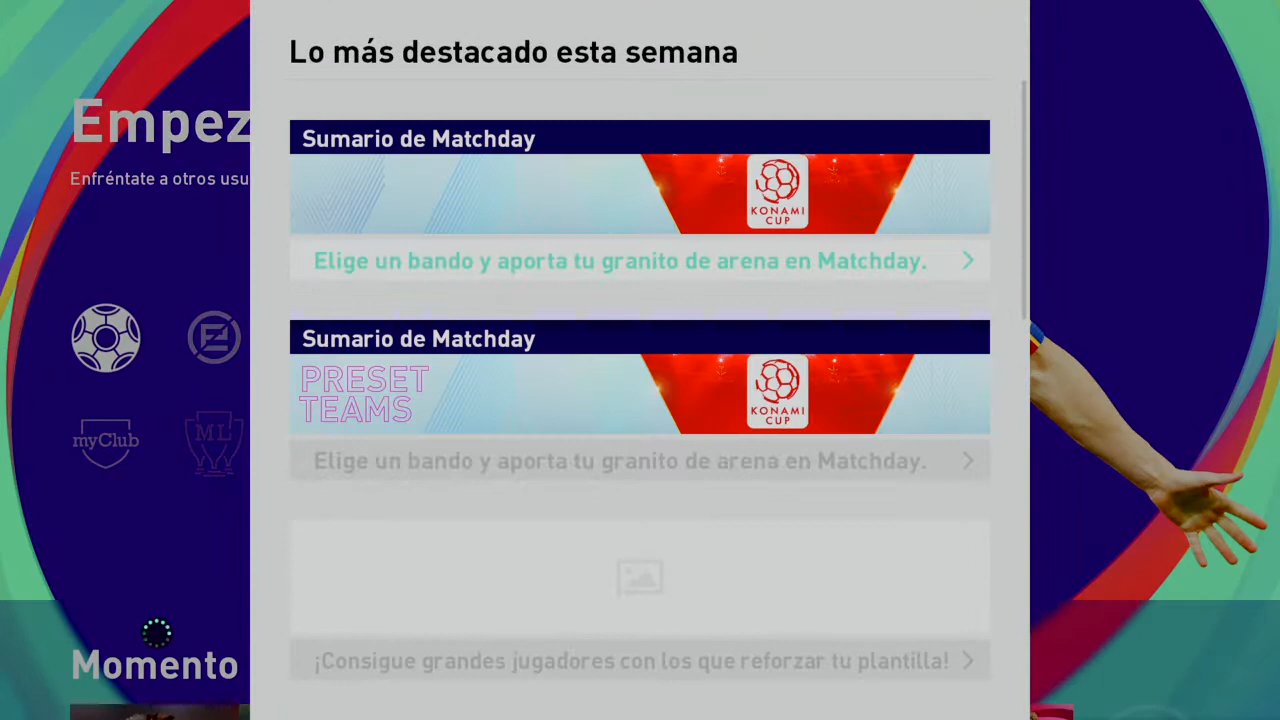 Lo más destacado esta semana
Empez
Enfréntate a otros usu
Sumario de Matchday
KONAMI
CUP
Elige un bando y aporta tu granito de arena en Matchday.
Sumario de Matchday
PRESET
TEAMS
KONAMI
CUP
myClub
ML
Elige un bando y aporta tu granito de arena en Matchday.
¡Consigue grandes jugadores con los que reforzar tu plantilla!
Momento